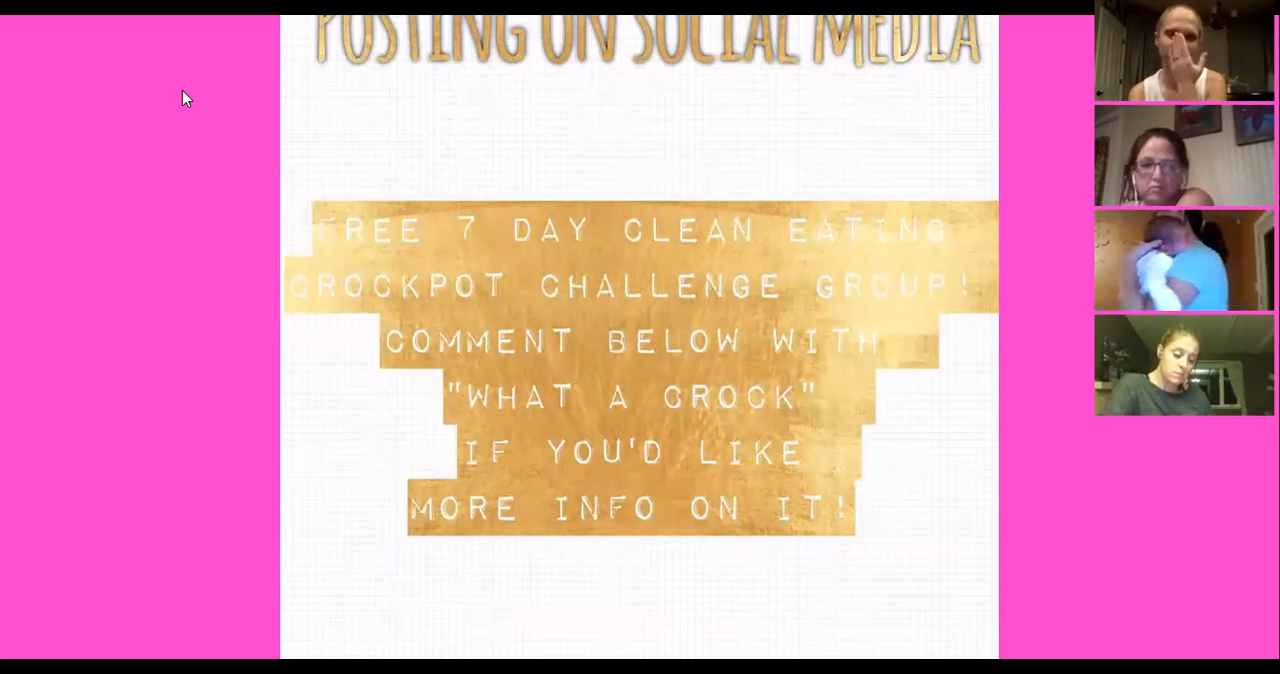 POSTING ON SOCIAL MEDIA
FREE 7 DAY CLEAN EATING
CROCKPOT CHALLENGE GROUP!
COMMENT BELOW WITH
"WHAT A CROCK"
IF YOU'D LIKE
MORE INFO ON IT!